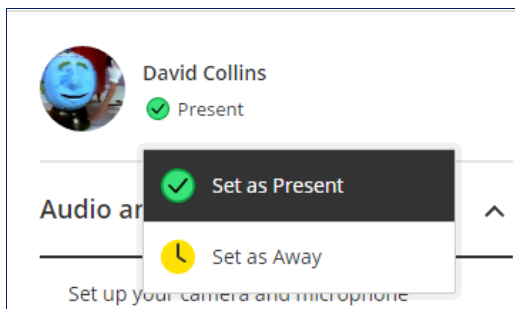 David Collins
Present
Set as Present
Audio ar
Set as Away
Set up your camera and microphone